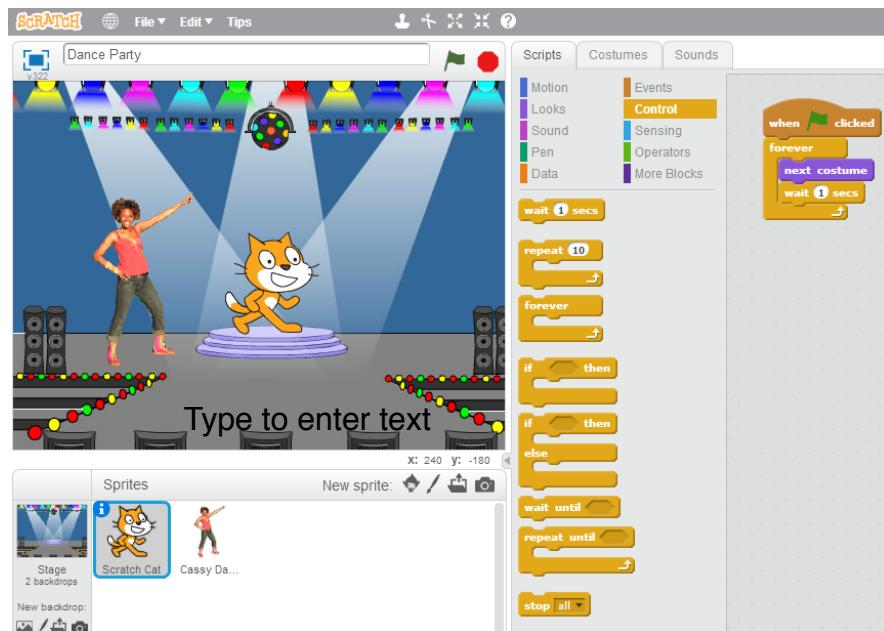 SCRATCH File Edit Tips
Dance Party
v322
Type to enter text
x: 240 y: -180
Sprites New sprite:
Stage
2 backdrops
New backdrop:
Scratch Cat
Cassy Da...
Scripts Costumes Sounds
Motion
Looks
Sound
Pen
Data
Events
Control
Sensing
Operators
More Blocks
wait 1 secs
repeat 10
forever
if then
if then
else
wait until
repeat until
stop all
when clicked
forever
next costume
wait 1 secs